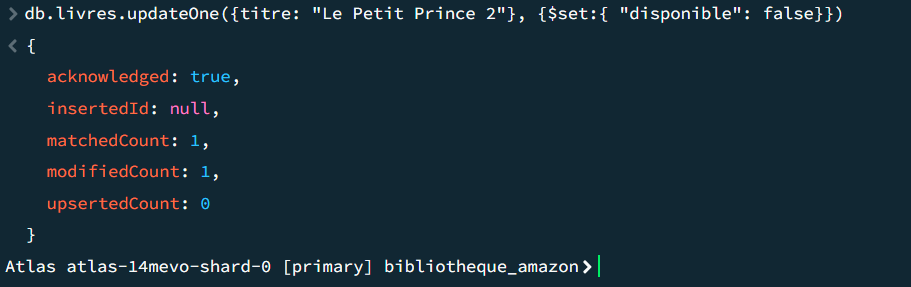 > db.livres.updateOne({titre: "Le Petit Prince 2"}, {$set:{ "disponible": false}})
< {
acknowledged: true,
insertedId: null,
matchedCount: 1,
modifiedCount: 1,
upsertedCount: 0
}
Atlas atlas-14mevo-shard-0 [primary] bibliotheque_amazon>